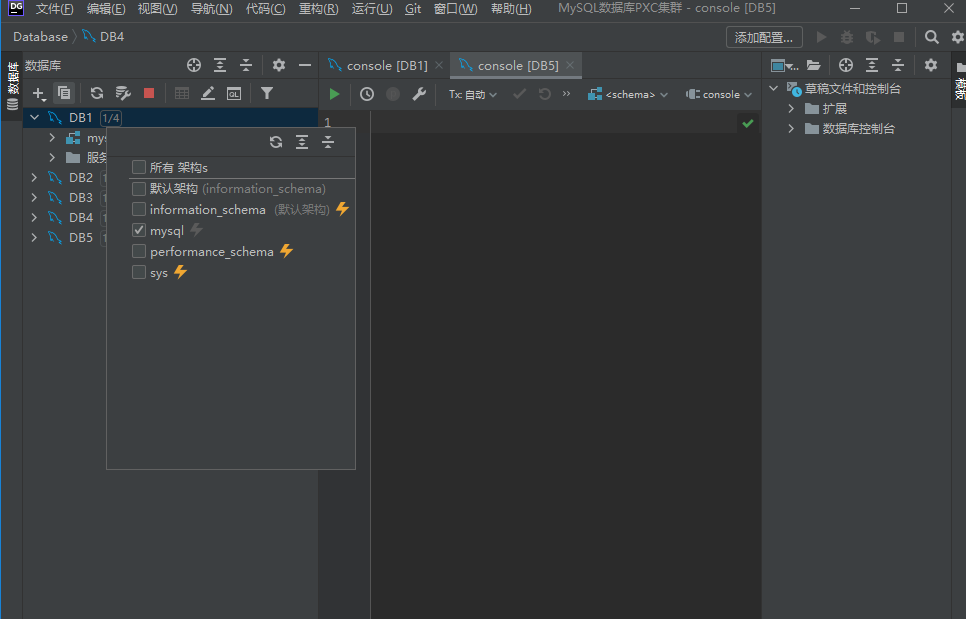 DG 文件(F) 编辑(E) 视图(V) 导航(N) 代码(C) 重构(R) 运行(U) Git 窗口(W) 帮助(H) MySQL数据库PXC集群 - console [DB5]
Database DB4 添加配置...
数据库
数据库 console [DB1] console [DB5]
Tx: 自动 <schema> console
DB1 1/4 1 草稿文件和控制台
mys 扩展
服务 数据库控制台
DB2
DB3
DB4
DB5
所有 架构s
默认架构 (information_schema)
information_schema (默认架构)
mysql
performance_schema
sys